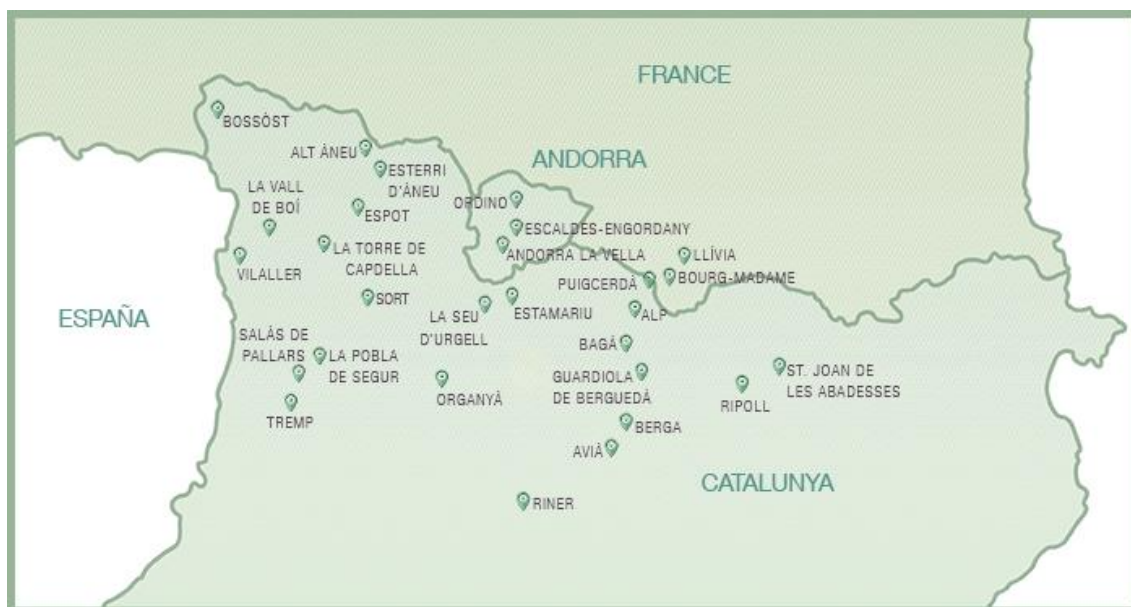 FRANCE
BOSSÒST
ALT ÀNEU
ANDORRA
ESTERRI
D'ÀNEU
LA VALL
DE BOÍ
ORDINO
ESPOT
ESCALDES-ENGORDANY
LA TORRE DE
CAPDELLA
ANDORRA LA VELLA
LLÍVIA
VILALLER
PUIGCERDÀ
BOURG-MADAME
SORT
ESTAMARIU
LA SEU
D'URGELL
ALP
ESPAÑA
SALÀS DE
PALLARS
LA POBLA
DE SEGUR
BAGÀ
ST. JOAN DE
LES ABADESSES
GUARDIOLA
DE BERGUEDÀ
ORGANYÀ
RIPOLL
TREMP
BERGA
AVIÀ
CATALUNYA
RINER